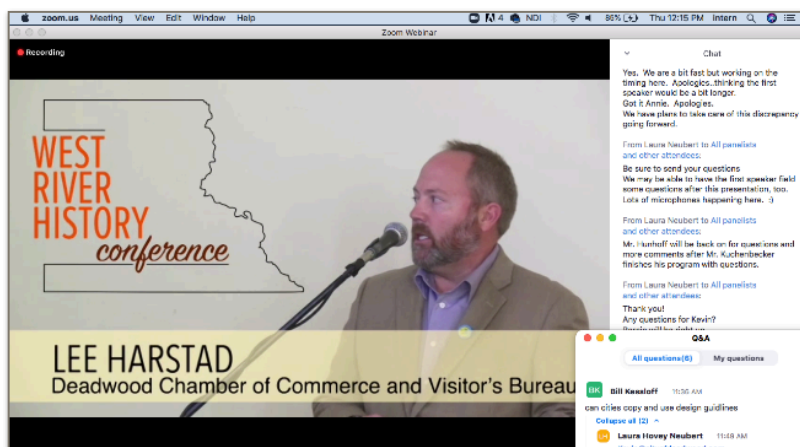 zoom.us Meeting View Edit Window Help
4 NDI 86% Thu 12:15 PM Intern
Zoom Webinar
Recording
WEST
RIVER
HISTORY
conference
LEE HARSTAD
Deadwood Chamber of Commerce and Visitor's Bureau
Chat
Yes. We are a bit fast but working on the
timing here. Apologies..thinking the first
speaker would be a bit longer.
Got it Annie. Apologies.
We have plans to take care of this discrepancy
going forward.
From Laura Neubert to All panelists
and other attendees:
Be sure to send your questions
We may be able to have the first speaker field
some questions after this presentation, too.
Lots of microphones happening here. :)
From Laura Neubert to All panelists
and other attendees:
Mr. Hunhoff will be back on for questions and
more comments after Mr. Kuchenbecker
finishes his program with questions.
From Laura Neubert to All panelists
and other attendees:
Thank you!
Any questions for Kevin?
will be right up
Q&A
All questions(6) My questions
BK Bill Kessloff 11:36 AM
can cities copy and use design guidlines
Collapse all (2)
LH Laura Hovey Neubert 11:48 AM